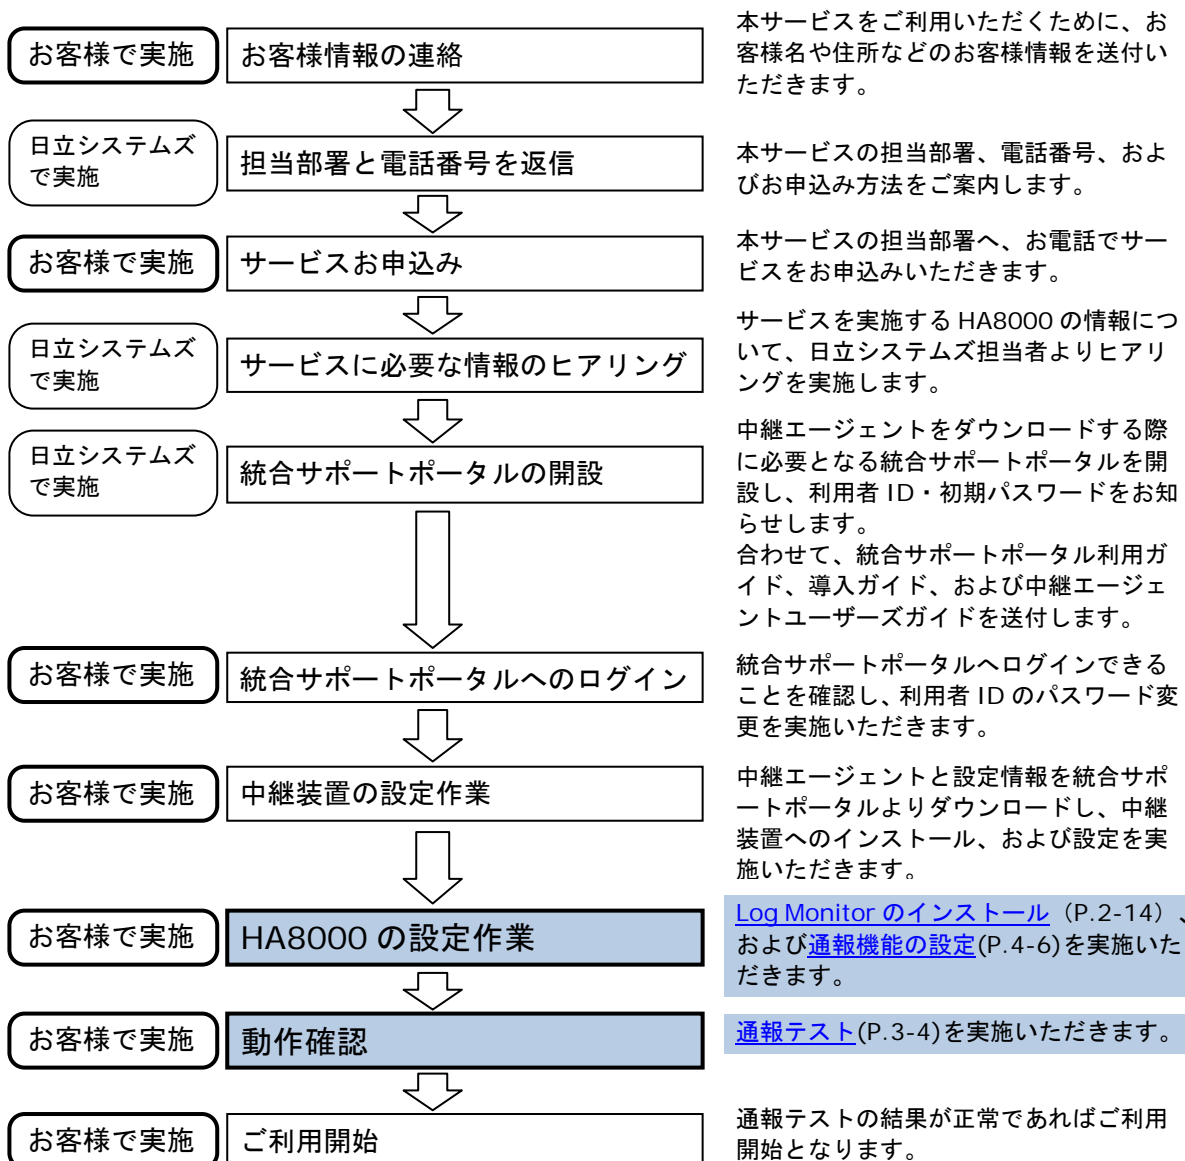 お客様で実施
お客様情報の連絡
本サービスをご利用いただくために、お
客様名や住所などのお客様情報を送付い
ただきます。
日立システムズ
で実施
担当部署と電話番号を返信
本サービスの担当部署、電話番号、およ
びお申込み方法をご案内します。
お客様で実施
サービスお申込み
本サービスの担当部署へ、お電話でサー
ビスをお申込みいただきます。
日立システムズ
で実施
サービスに必要な情報のヒアリング
サービスを実施する HA8000 の情報につ
いて、日立システムズ担当者よりヒアリ
ングを実施します。
日立システムズ
で実施
統合サポートポータルの開設
中継エージェントをダウンロードする際
に必要となる統合サポートポータルを開
設し、利用者 ID・初期パスワードをお知
らせします。
合わせて、統合サポートポータル利用ガ
イド、導入ガイド、および中継エージェ
ントユーザーズガイドを送付します。
お客様で実施
統合サポートポータルへのログイン
統合サポートポータルへログインできる
ことを確認し、利用者 ID のパスワード変
更を実施いただきます。
お客様で実施
中継装置の設定作業
中継エージェントと設定情報を統合サポ
ートポータルよりダウンロードし、中継
装置へのインストール、および設定を実
施いただきます。
お客様で実施
HA8000 の設定作業
Log Monitor のインストール（P.2-14）、
および通報機能の設定(P.4-6)を実施いた
だきます。
お客様で実施
動作確認
通報テスト(P.3-4)を実施いただきます。
お客様で実施
ご利用開始
通報テストの結果が正常であればご利用
開始となります。